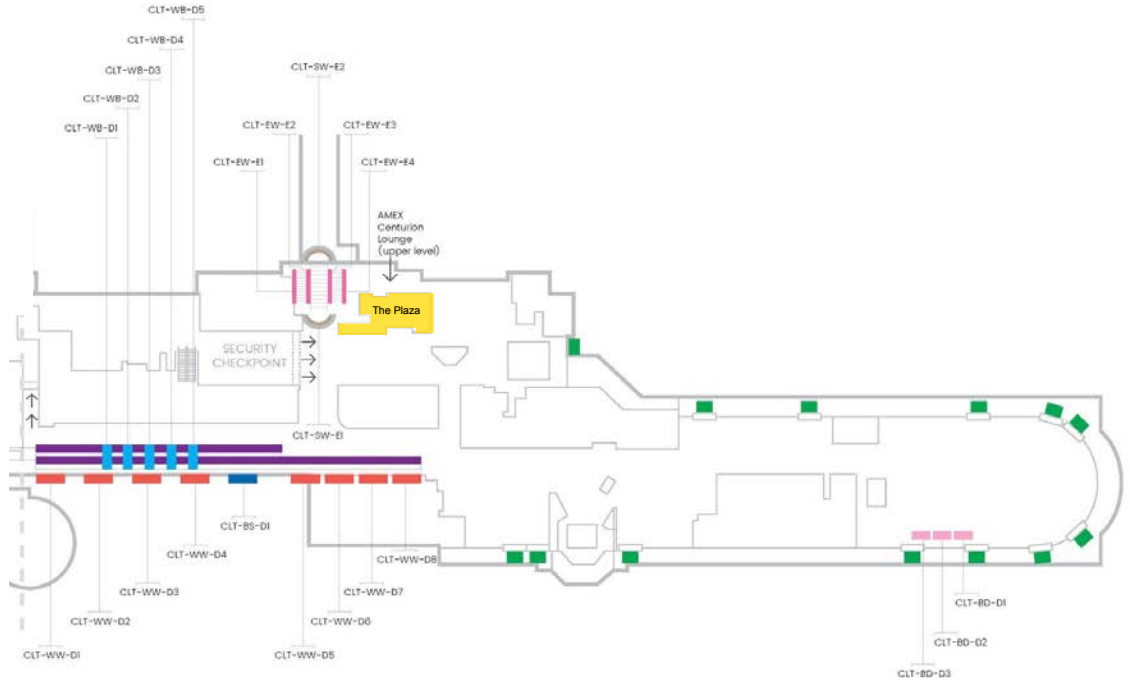 CLT-WB-D5
CLT-WB-D4
CLT-WB-D3
CLT-WB-D2
CLT-WB-D1
CLT-SW-E2
CLT-EW-E2
CLT-EW-E3
CLT-EW-E1
CLT-EW-E4
AMEX
Centurion
Lounge
(upper level)
The Plaza
SECURITY
CHECKPOINT
CLT-SW-E1
CLT-BS-D1
CLT-WW-D4
CLT-WW-D8
CLT-WW-D3
CLT-WW-D7
CLT-WW-D2
CLT-WW-D6
CLT-WW-D1
CLT-WW-D5
CLT-BD-D1
CLT-BD-D2
CLT-BD-D3